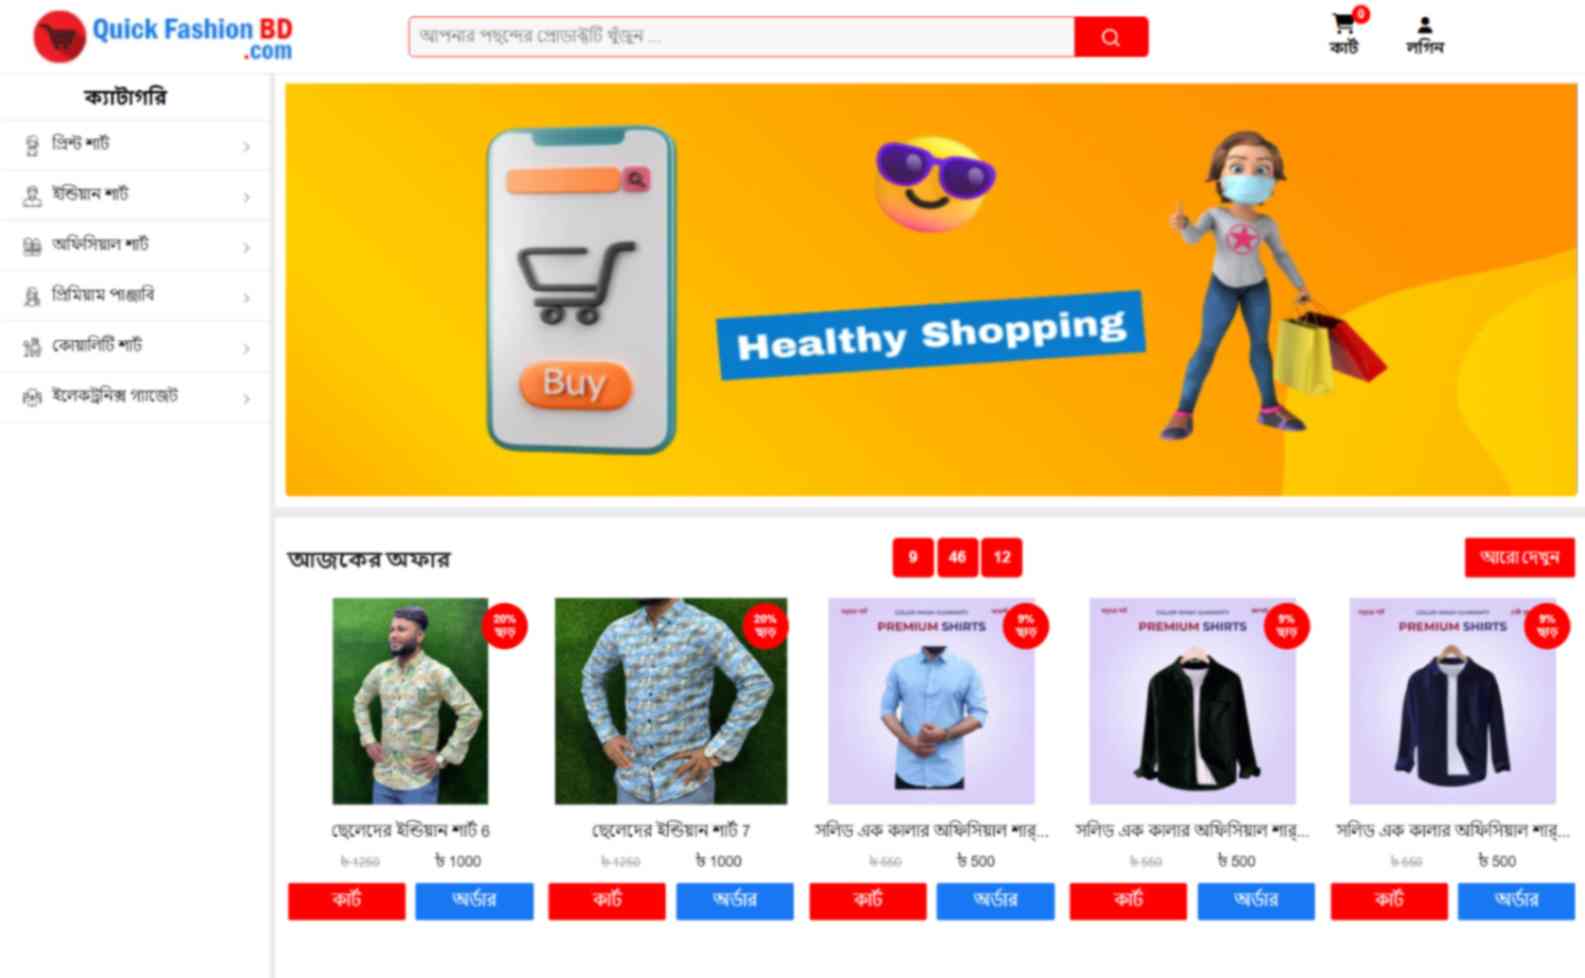 Quick Fashion BD
.com
আপনার পছন্দের প্রোডাক্টটি খুঁজুন ...
0
কার্ট
লগিন
ক্যাটাগরি
প্রিন্ট শার্ট
ইন্ডিয়ান শার্ট
অফিসিয়াল শার্ট
প্রিমিয়াম পাঞ্জাবি
কোয়ালিটি শার্ট
ইলেকট্রনিক্স গ্যাজেট
Healthy Shopping
Buy
আজকের অফার
9 46 12
আরো দেখুন
20%
ছাড়
20%
ছাড়
9%
ছাড়
9%
ছাড়
9%
ছাড়
PREMIUM SHIRTS
PREMIUM SHIRTS
PREMIUM SHIRTS
ছেলেদের ইন্ডিয়ান শার্ট 6
৳ 1250 ৳ 1000
কার্ট অর্ডার
ছেলেদের ইন্ডিয়ান শার্ট 7
৳ 1250 ৳ 1000
কার্ট অর্ডার
সলিড এক কালার অফিসিয়াল শার্...
৳ 550 ৳ 500
কার্ট অর্ডার
সলিড এক কালার অফিসিয়াল শার্...
৳ 550 ৳ 500
কার্ট অর্ডার
সলিড এক কালার অফিসিয়াল শার্...
৳ 550 ৳ 500
কার্ট অর্ডার